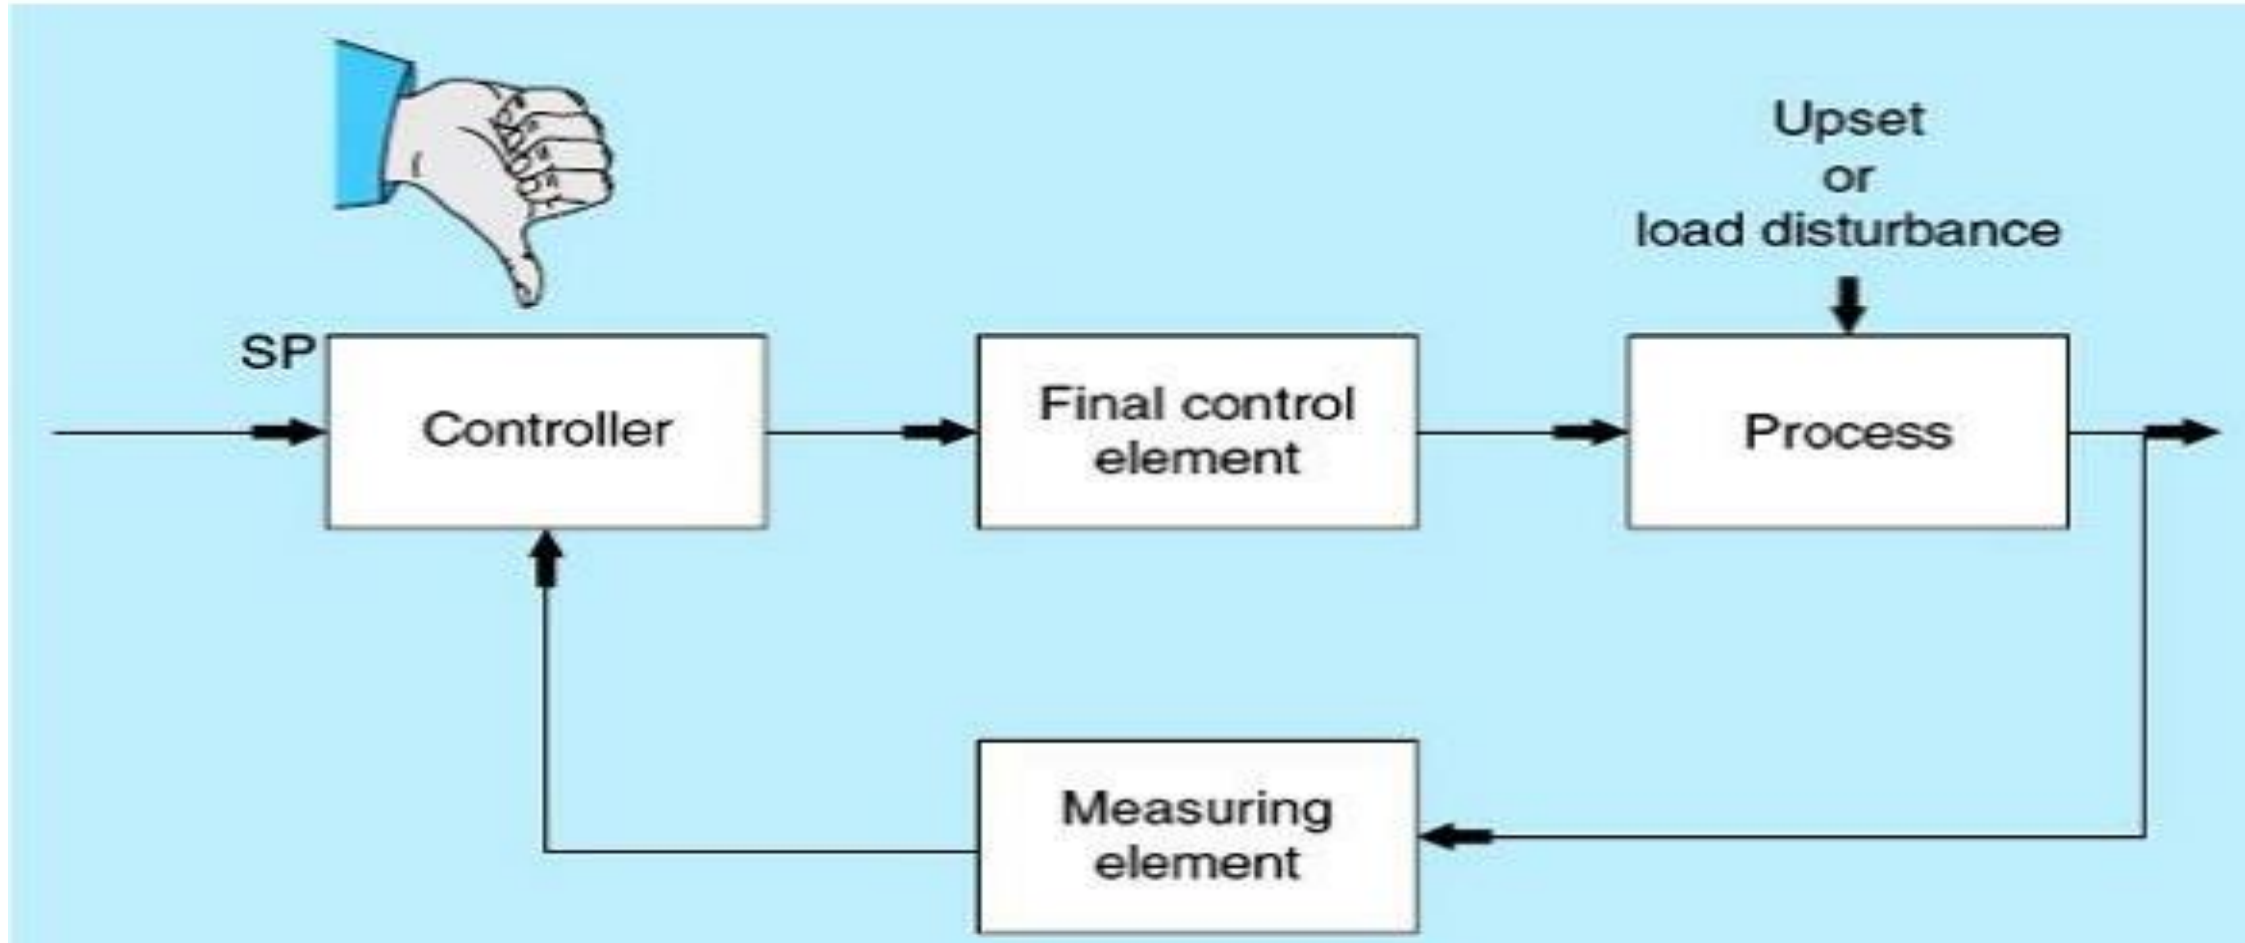 Upset
or
load disturbance
SP
Controller
Final control
element
Process
Measuring
element